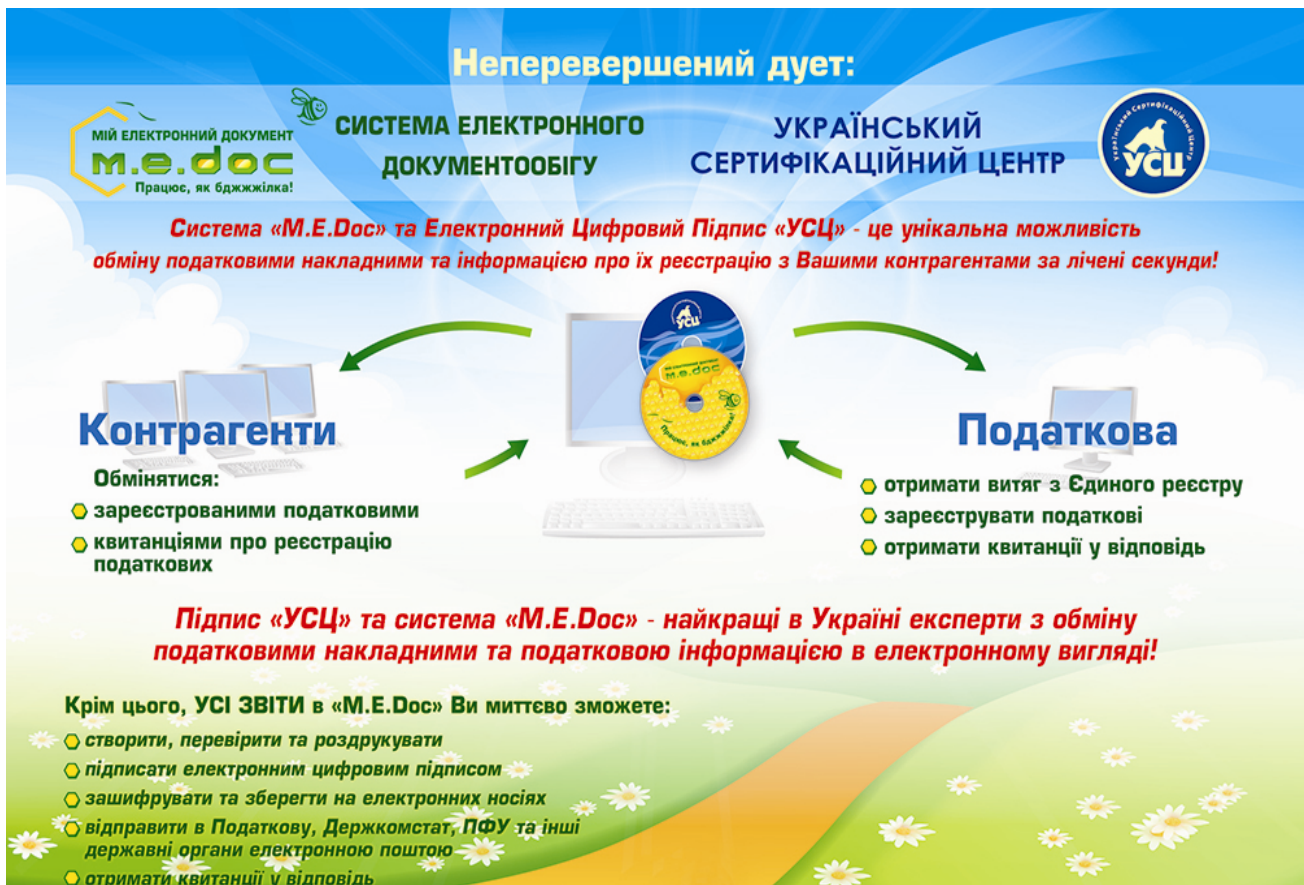 Неперевершений дует:
МІЙ ЕЛЕКТРОННИЙ ДОКУМЕНТ
m.e.doc
Працює, як бджжжілка!
СИСТЕМА ЕЛЕКТРОННОГО
ДОКУМЕНТООБІГУ
УКРАЇНСЬКИЙ
СЕРТИФІКАЦІЙНИЙ ЦЕНТР
Український Сертифікаційний Центр
УСЦ
Система «M.E.Doc» та Електронний Цифровий Підпис «УСЦ» - це унікальна можливість
обміну податковими накладними та інформацією про їх реєстрацію з Вашими контрагентами за лічені секунди!
УСЦ
m.e.doc
Працює, як бджжжілка!
Контрагенти
Обмінятися:
зареєстрованими податковими
квитанціями про реєстрацію
податкових
Податкова
отримати витяг з Єдиного реєстру
зареєструвати податкові
отримати квитанції у відповідь
Підпис «УСЦ» та система «M.E.Doc» - найкращі в Україні експерти з обміну
податковими накладними та податковою інформацією в електронному вигляді!
Крім цього, УСІ ЗВІТИ в «M.E.Doc» Ви миттєво зможете:
створити, перевірити та роздрукувати
підписати електронним цифровим підписом
зашифрувати та зберегти на електронних носіях
відправити в Податкову, Держкомстат, ПФУ та інші
державні органи електронною поштою
отримати квитанції у відповідь